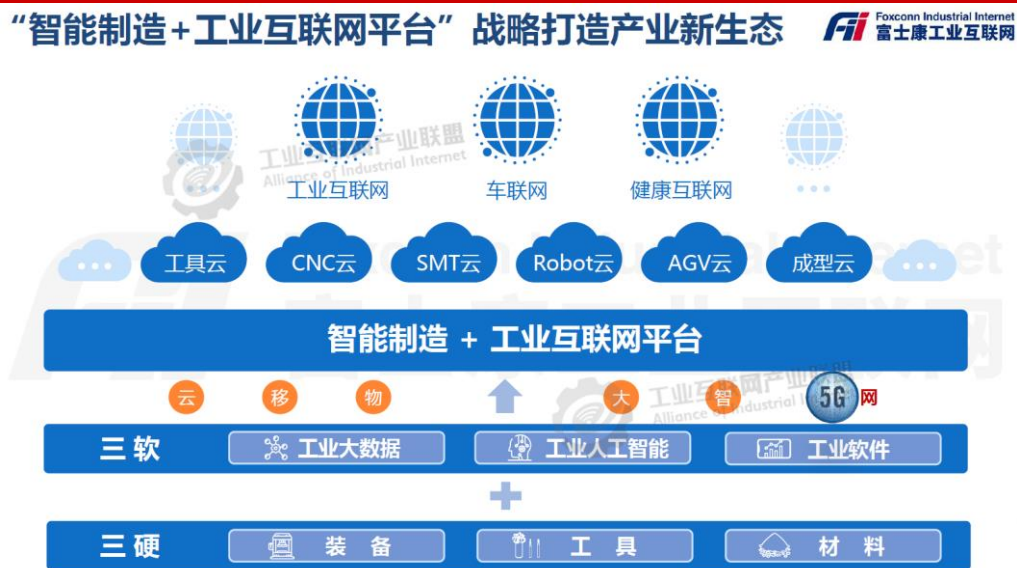 “智能制造+工业互联网平台”战略打造产业新生态
Fii Foxconn Industrial Internet
富士康工业互联网
工业互联网产业联盟
Alliance of Industrial Internet
工业互联网
车联网
健康互联网
...
...
...
工具云
CNC云
SMT云
Robot云
AGV云
成型云
...
智能制造 + 工业互联网平台
云
移
物
大
智
5G
网
工业互联网产业联盟
Alliance of Industrial Internet
三软
工业大数据
工业人工智能
工业软件
三硬
装 备
工 具
材 料